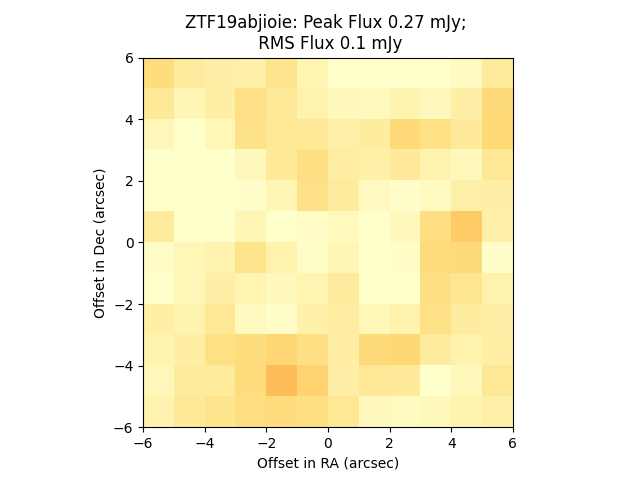 ZTF19abjioie: Peak Flux 0.27 mJy;
RMS Flux 0.1 mJy
6
4
2
0
−2
−4
−6
Offset in Dec (arcsec)
−6 −4 −2 0 2 4 6
Offset in RA (arcsec)